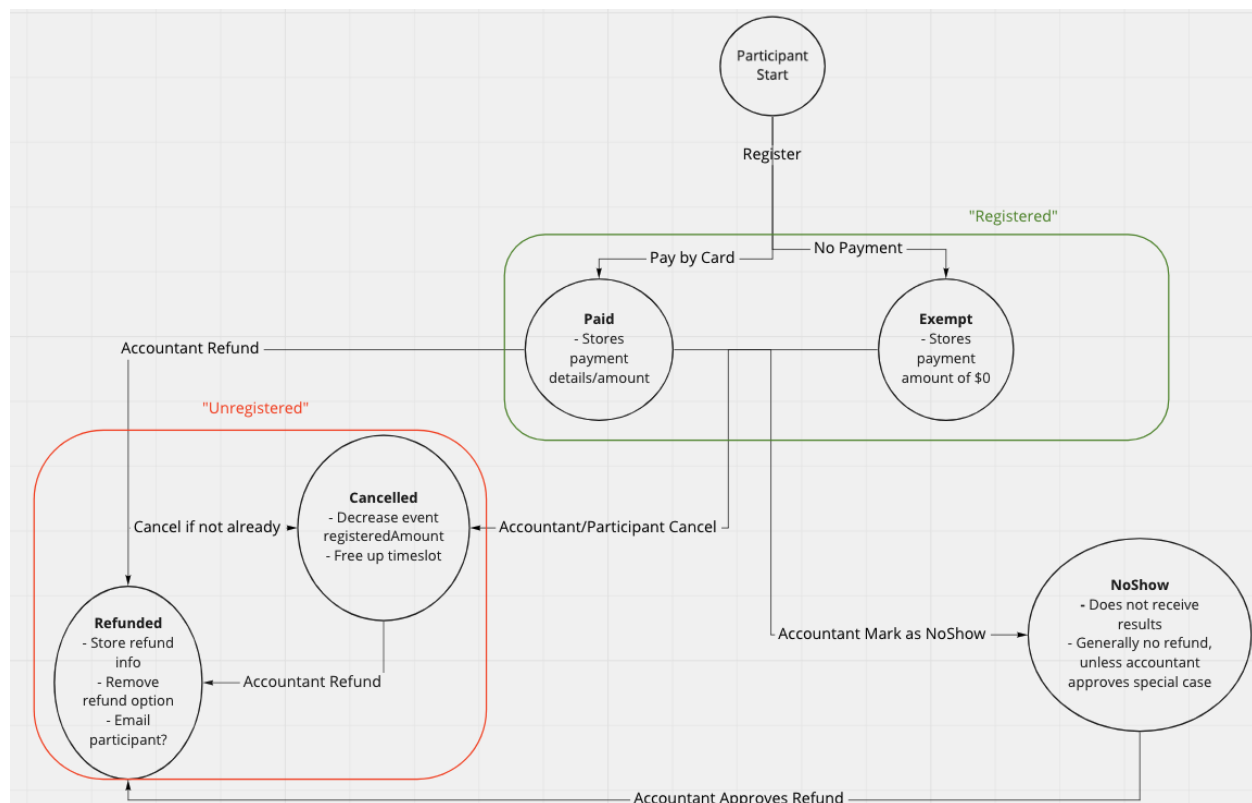 Participant
Start
Register
"Registered"
No Payment
Pay by Card
Paid
- Stores
payment
details/amount
Exempt
- Stores
payment
amount of $0
Accountant Refund
"Unregistered"
Cancelled
- Decrease event
registeredAmount
- Free up timeslot
Cancel if not already
Accountant/Participant Cancel
NoShow
- Does not receive
results
- Generally no refund,
unless accountant
approves special case
Accountant Mark as NoShow
Refunded
- Store refund
info
- Remove
refund option
- Email
participant?
Accountant Refund
Accountant Approves Refund